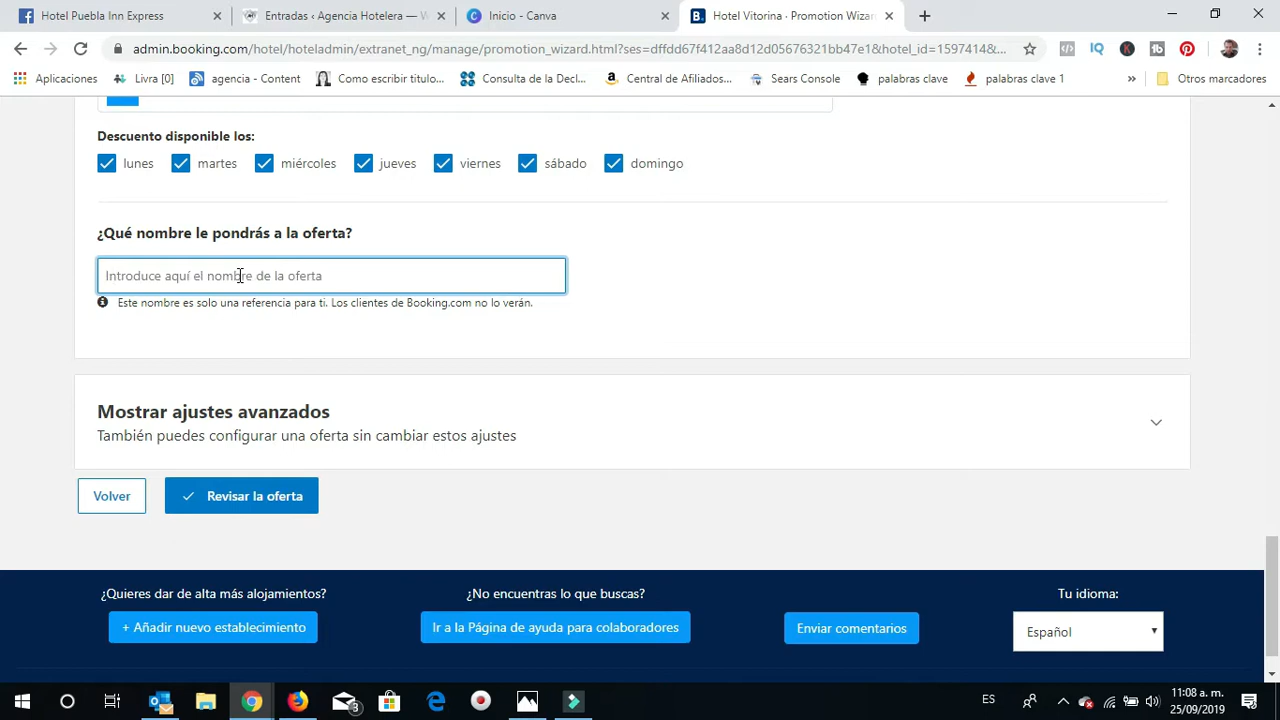 Hotel Puebla Inn Express
Entradas ‹ Agencia Hotelera — W
Inicio - Canva
Hotel Vitorina · Promotion Wizar
admin.booking.com/hotel/hoteladmin/extranet_ng/manage/promotion_wizard.html?ses=dffdd67f412aa8d12d05676321bb47e1&hotel_id=1597414&...
Aplicaciones
Livra [0]
agencia - Content
Como escribir titulo...
Consulta de la Decl...
Central de Afiliados...
Sears Console
palabras clave
palabras clave 1
»
Otros marcadores
Descuento disponible los:
lunes martes miércoles jueves viernes sábado domingo
¿Qué nombre le pondrás a la oferta?
Introduce aquí el nombre de la oferta
Este nombre es solo una referencia para ti. Los clientes de Booking.com no lo verán.
Mostrar ajustes avanzados
También puedes configurar una oferta sin cambiar estos ajustes
Volver
Revisar la oferta
¿Quieres dar de alta más alojamientos?
¿No encuentras lo que buscas?
Tu idioma:
+ Añadir nuevo establecimiento
Ir a la Página de ayuda para colaboradores
Enviar comentarios
Español
3
ES
11:08 a. m.
25/09/2019